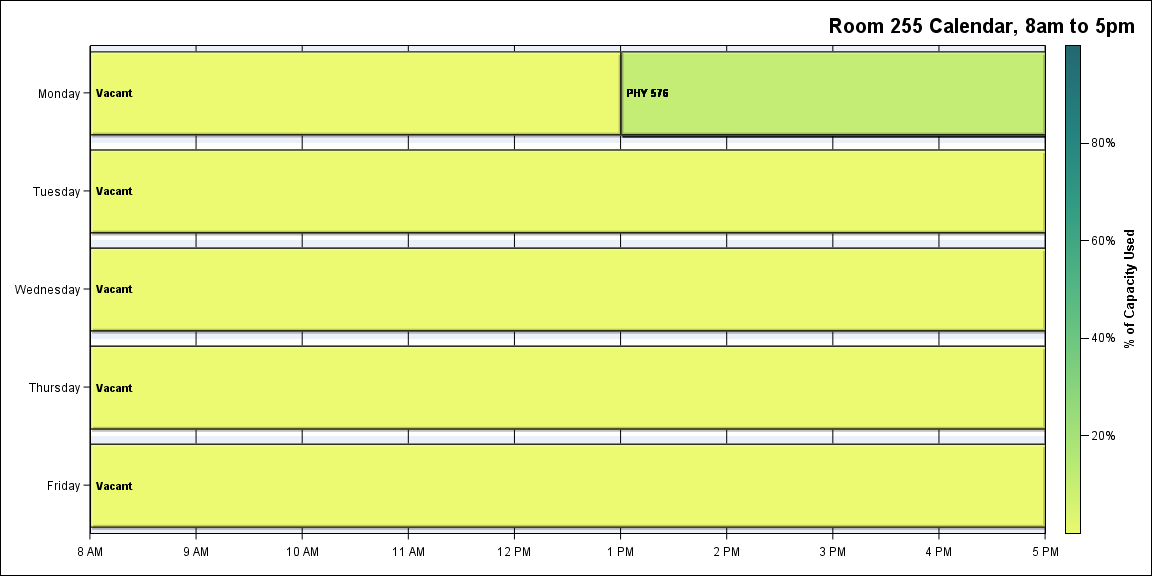 Room 255 Calendar, 8am to 5pm
Monday
Vacant
PHY 576
Tuesday
Vacant
Wednesday
Vacant
Thursday
Vacant
Friday
Vacant
8 AM 9 AM 10 AM 11 AM 12 PM 1 PM 2 PM 3 PM 4 PM 5 PM
80%
60%
40%
20%
% of Capacity Used